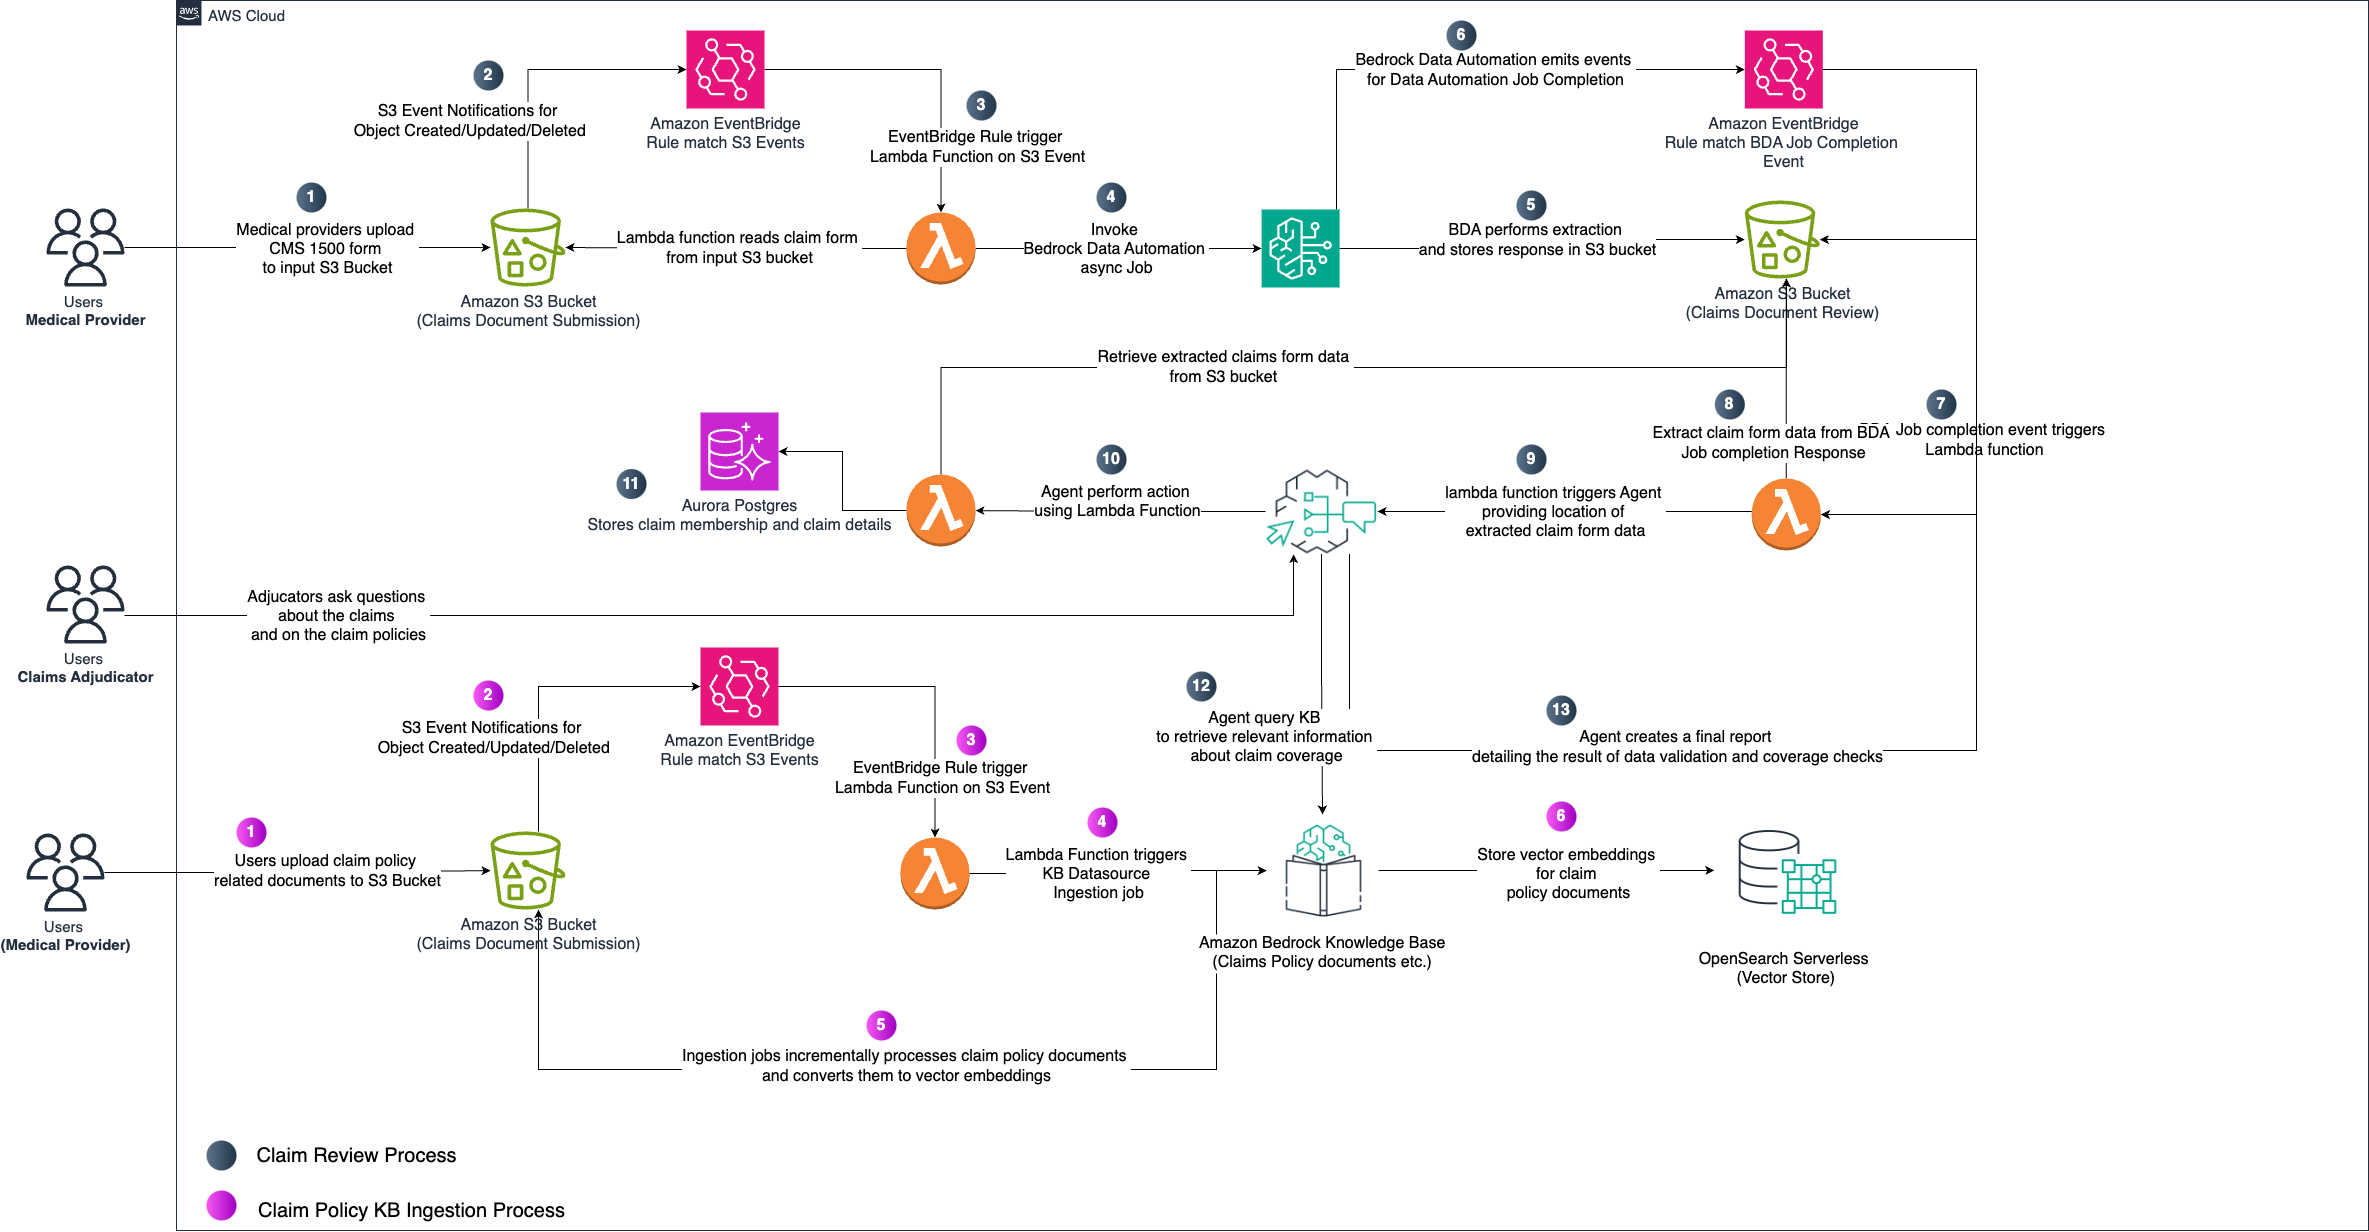 aws
AWS Cloud
1
Medical providers upload
CMS 1500 form
to input S3 Bucket
Users
Medical Provider
2
S3 Event Notifications for
Object Created/Updated/Deleted
Amazon EventBridge
Rule match S3 Events
3
EventBridge Rule trigger
Lambda Function on S3 Event
Amazon S3 Bucket
(Claims Document Submission)
Lambda function reads claim form
from input S3 bucket
4
Invoke
Bedrock Data Automation
async Job
6
Bedrock Data Automation emits events
for Data Automation Job Completion
Amazon EventBridge
Rule match BDA Job Completion
Event
5
BDA performs extraction
and stores response in S3 bucket
Amazon S3 Bucket
(Claims Document Review)
Retrieve extracted claims form data
from S3 bucket
7
Job completion event triggers
Lambda function
8
Extract claim form data from BDA
Job completion Response
9
lambda function triggers Agent
providing location of
extracted claim form data
10
Agent perform action
using Lambda Function
11
Aurora Postgres
Stores claim membership and claim details
Users
Claims Adjudicator
Adjucators ask questions
about the claims
and on the claim policies
12
Agent query KB
to retrieve relevant information
about claim coverage
13
Agent creates a final report
detailing the result of data validation and coverage checks
1
Users upload claim policy
related documents to S3 Bucket
Users
(Medical Provider)
2
S3 Event Notifications for
Object Created/Updated/Deleted
Amazon EventBridge
Rule match S3 Events
3
EventBridge Rule trigger
Lambda Function on S3 Event
Amazon S3 Bucket
(Claims Document Submission)
4
Lambda Function triggers
KB Datasource
Ingestion job
Amazon Bedrock Knowledge Base
(Claims Policy documents etc.)
6
Store vector embeddings
for claim
policy documents
OpenSearch Serverless
(Vector Store)
5
Ingestion jobs incrementally processes claim policy documents
and converts them to vector embeddings
Claim Review Process
Claim Policy KB Ingestion Process